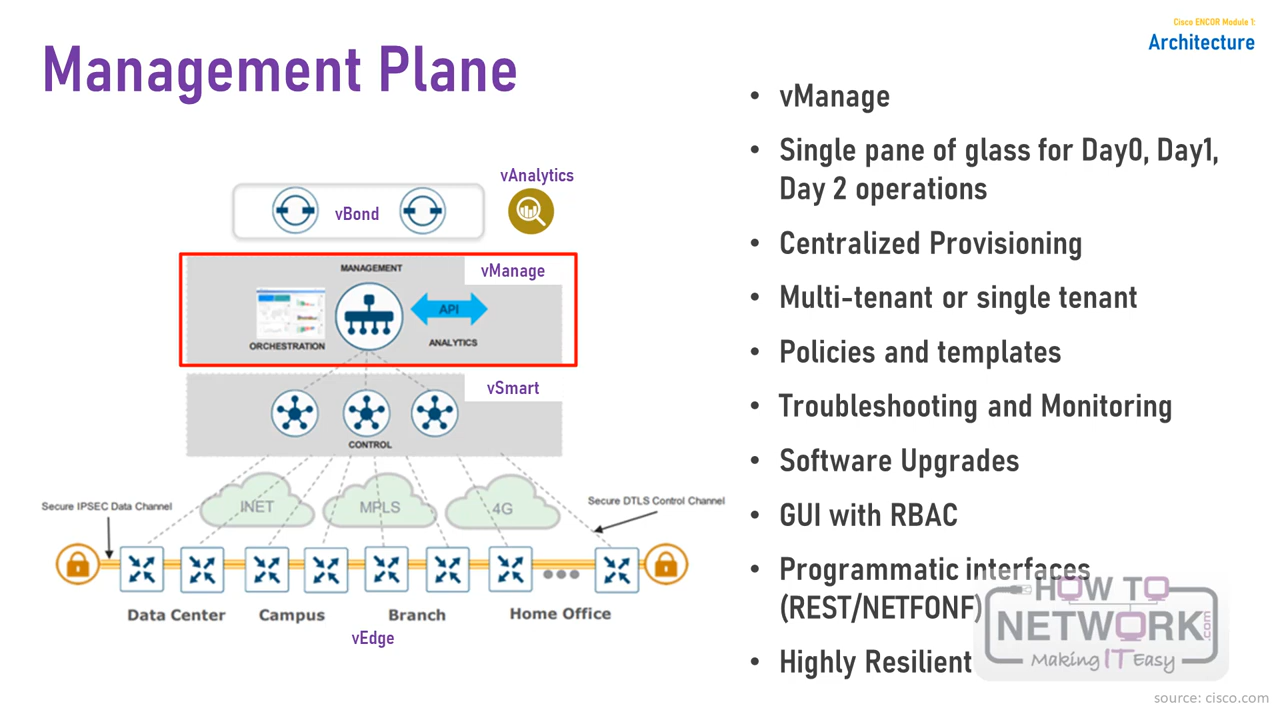 Cisco ENCOR Module 1:
Architecture
Management Plane
vAnalytics
vBond
MANAGEMENT
vManage
API
ORCHESTRATION
ANALYTICS
vSmart
CONTROL
Secure IPSEC Data Channel
INET
MPLS
4G
Secure DTLS Control Channel
Data Center
Campus
Branch
Home Office
vEdge
• vManage
• Single pane of glass for Day0, Day1,
Day 2 operations
• Centralized Provisioning
• Multi-tenant or single tenant
• Policies and templates
• Troubleshooting and Monitoring
• Software Upgrades
• GUI with RBAC
• Programmatic interfaces
(REST/NETFONF)
• Highly Resilient
HOW TO
NETWORK.com
Making IT Easy
source: cisco.com